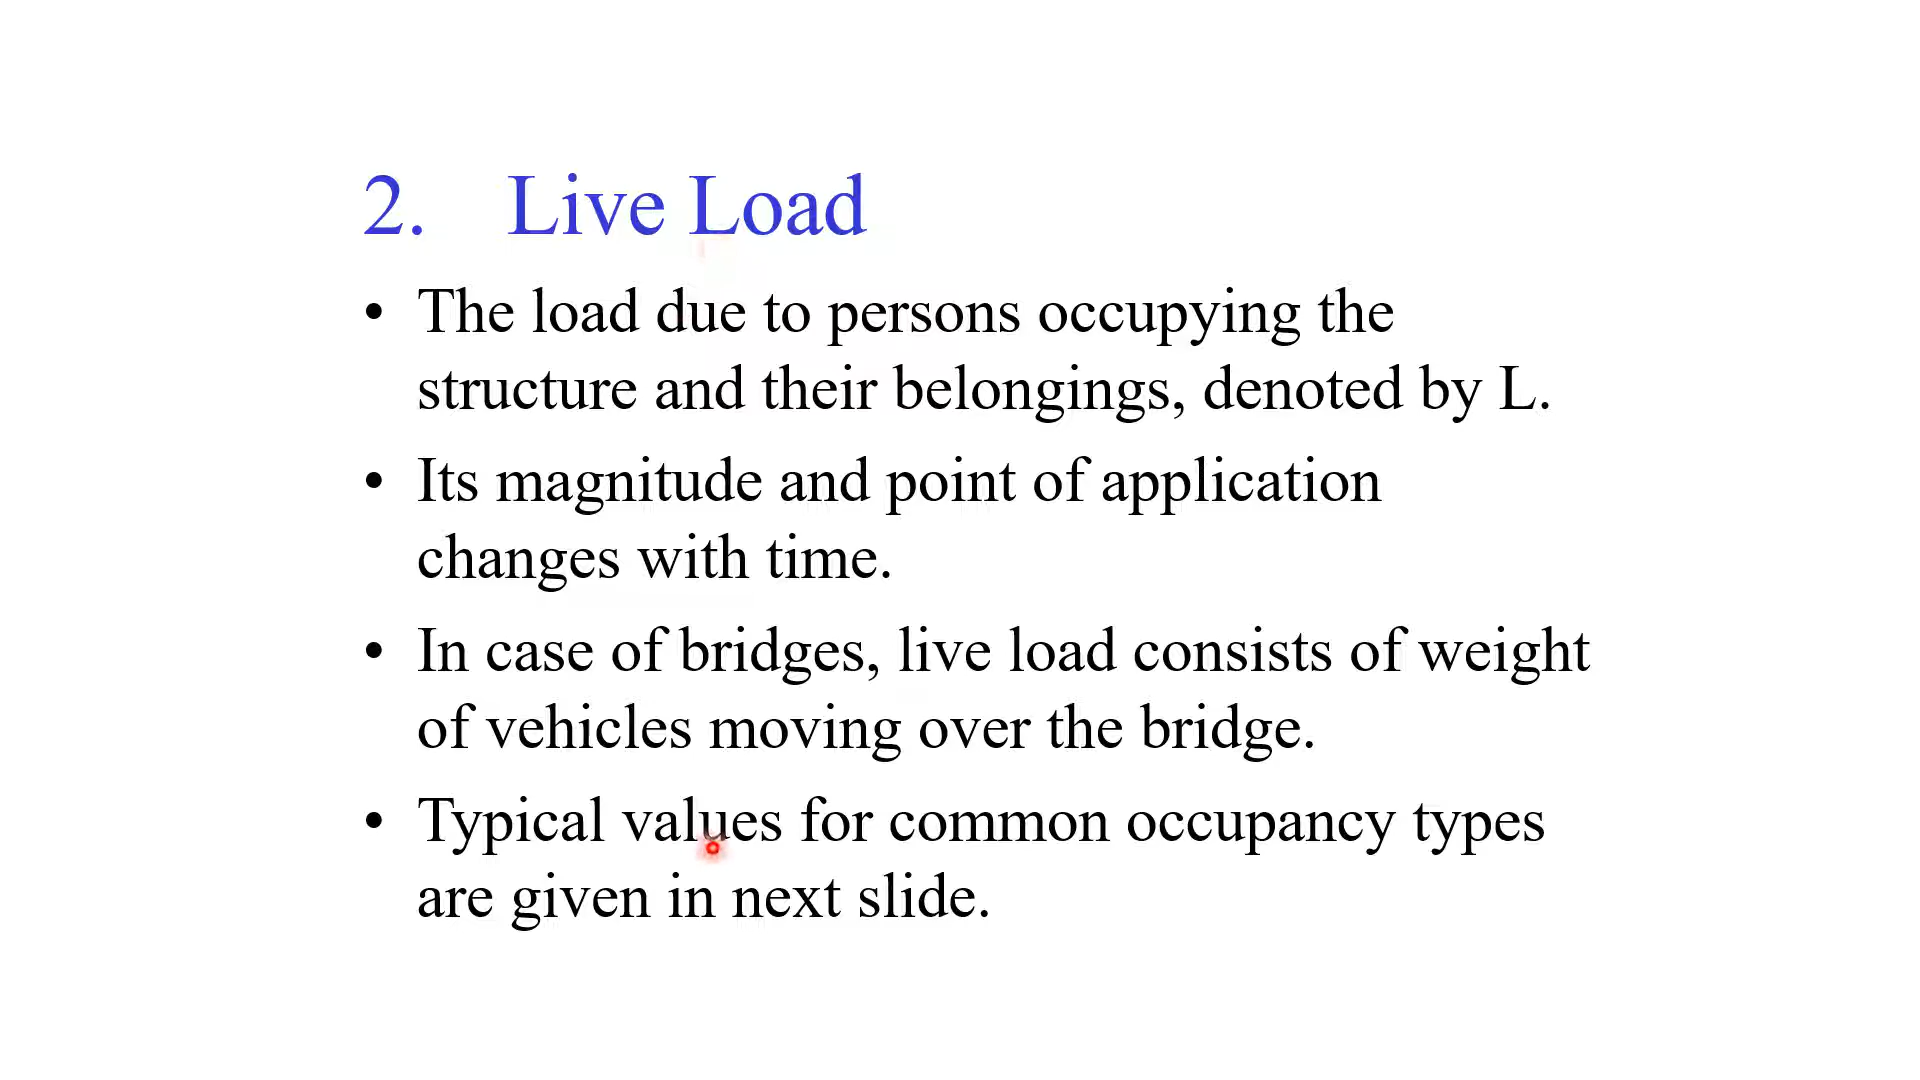 2. Live Load
• The load due to persons occupying the
structure and their belongings, denoted by L.
• Its magnitude and point of application
changes with time.
• In case of bridges, live load consists of weight
of vehicles moving over the bridge.
• Typical values for common occupancy types
are given in next slide.